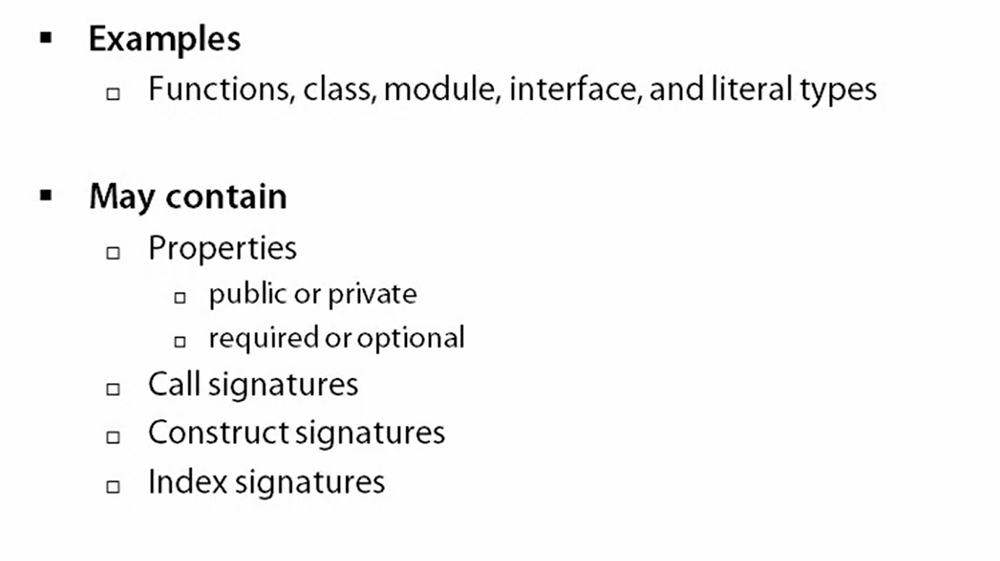 Examples
Functions, class, module, interface, and literal types
May contain
Properties
public or private
required or optional
Call signatures
Construct signatures
Index signatures